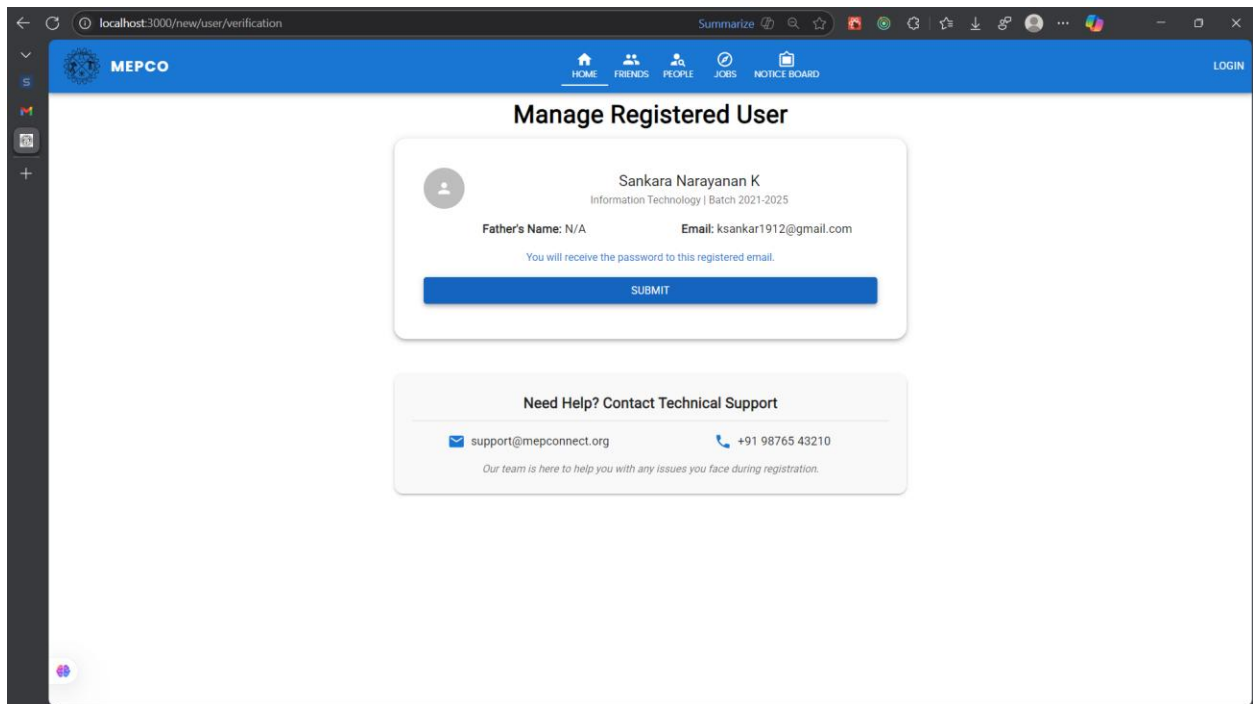 localhost:3000/new/user/verification
Summarize
MEPCO
HOME FRIENDS PEOPLE JOBS NOTICE BOARD
LOGIN
Manage Registered User
Sankara Narayanan K
Information Technology | Batch 2021-2025
Father's Name: N/A Email: ksankar1912@gmail.com
You will receive the password to this registered email.
SUBMIT
Need Help? Contact Technical Support
support@mepconnect.org +91 98765 43210
Our team is here to help you with any issues you face during registration.